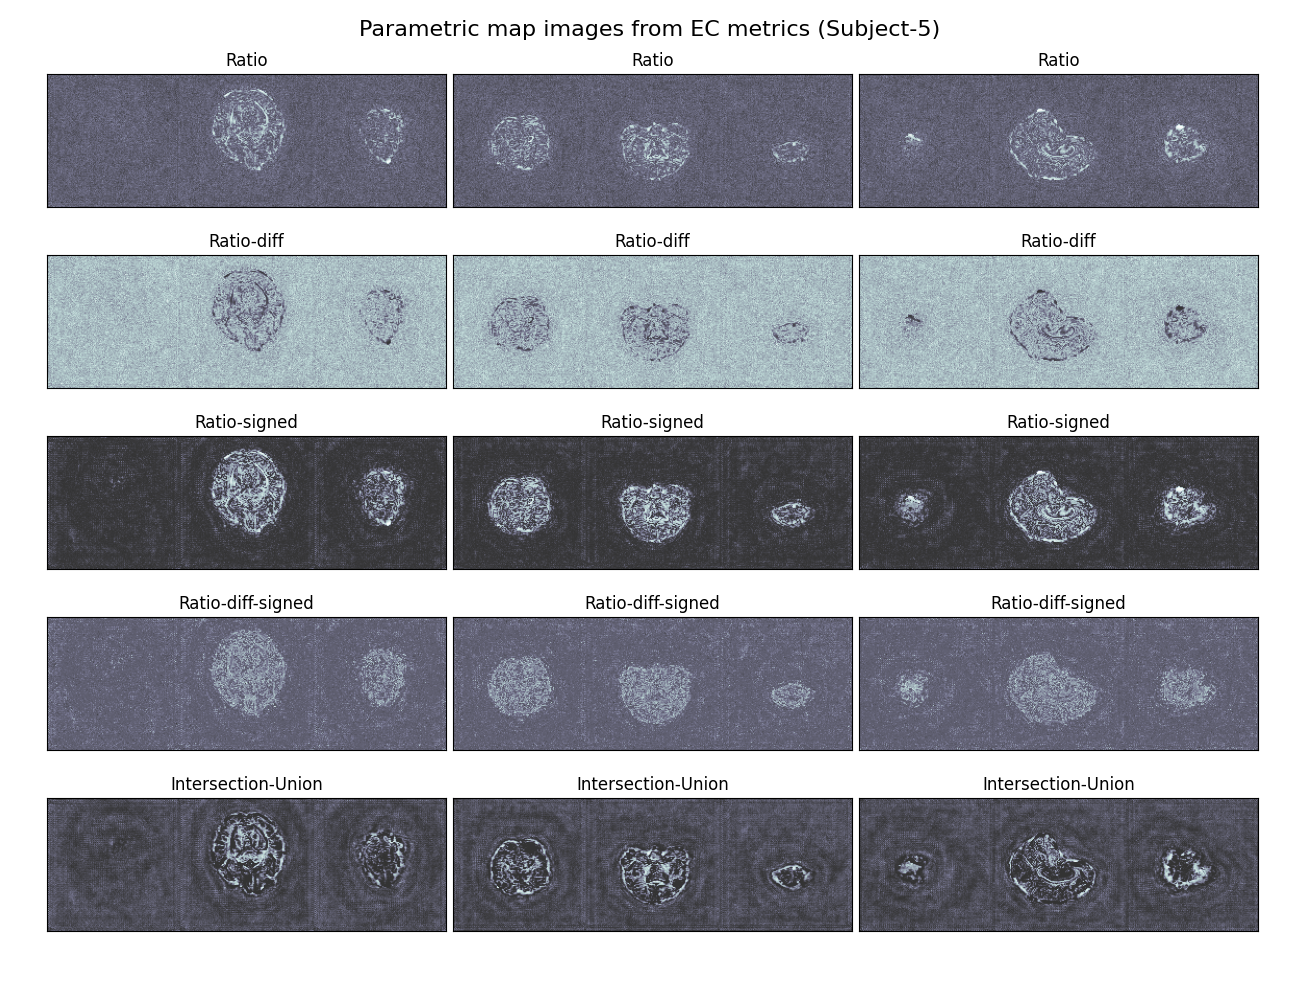 Parametric map images from EC metrics (Subject-5)
Ratio Ratio Ratio
Ratio-diff Ratio-diff Ratio-diff
Ratio-signed Ratio-signed Ratio-signed
Ratio-diff-signed Ratio-diff-signed Ratio-diff-signed
Intersection-Union Intersection-Union Intersection-Union